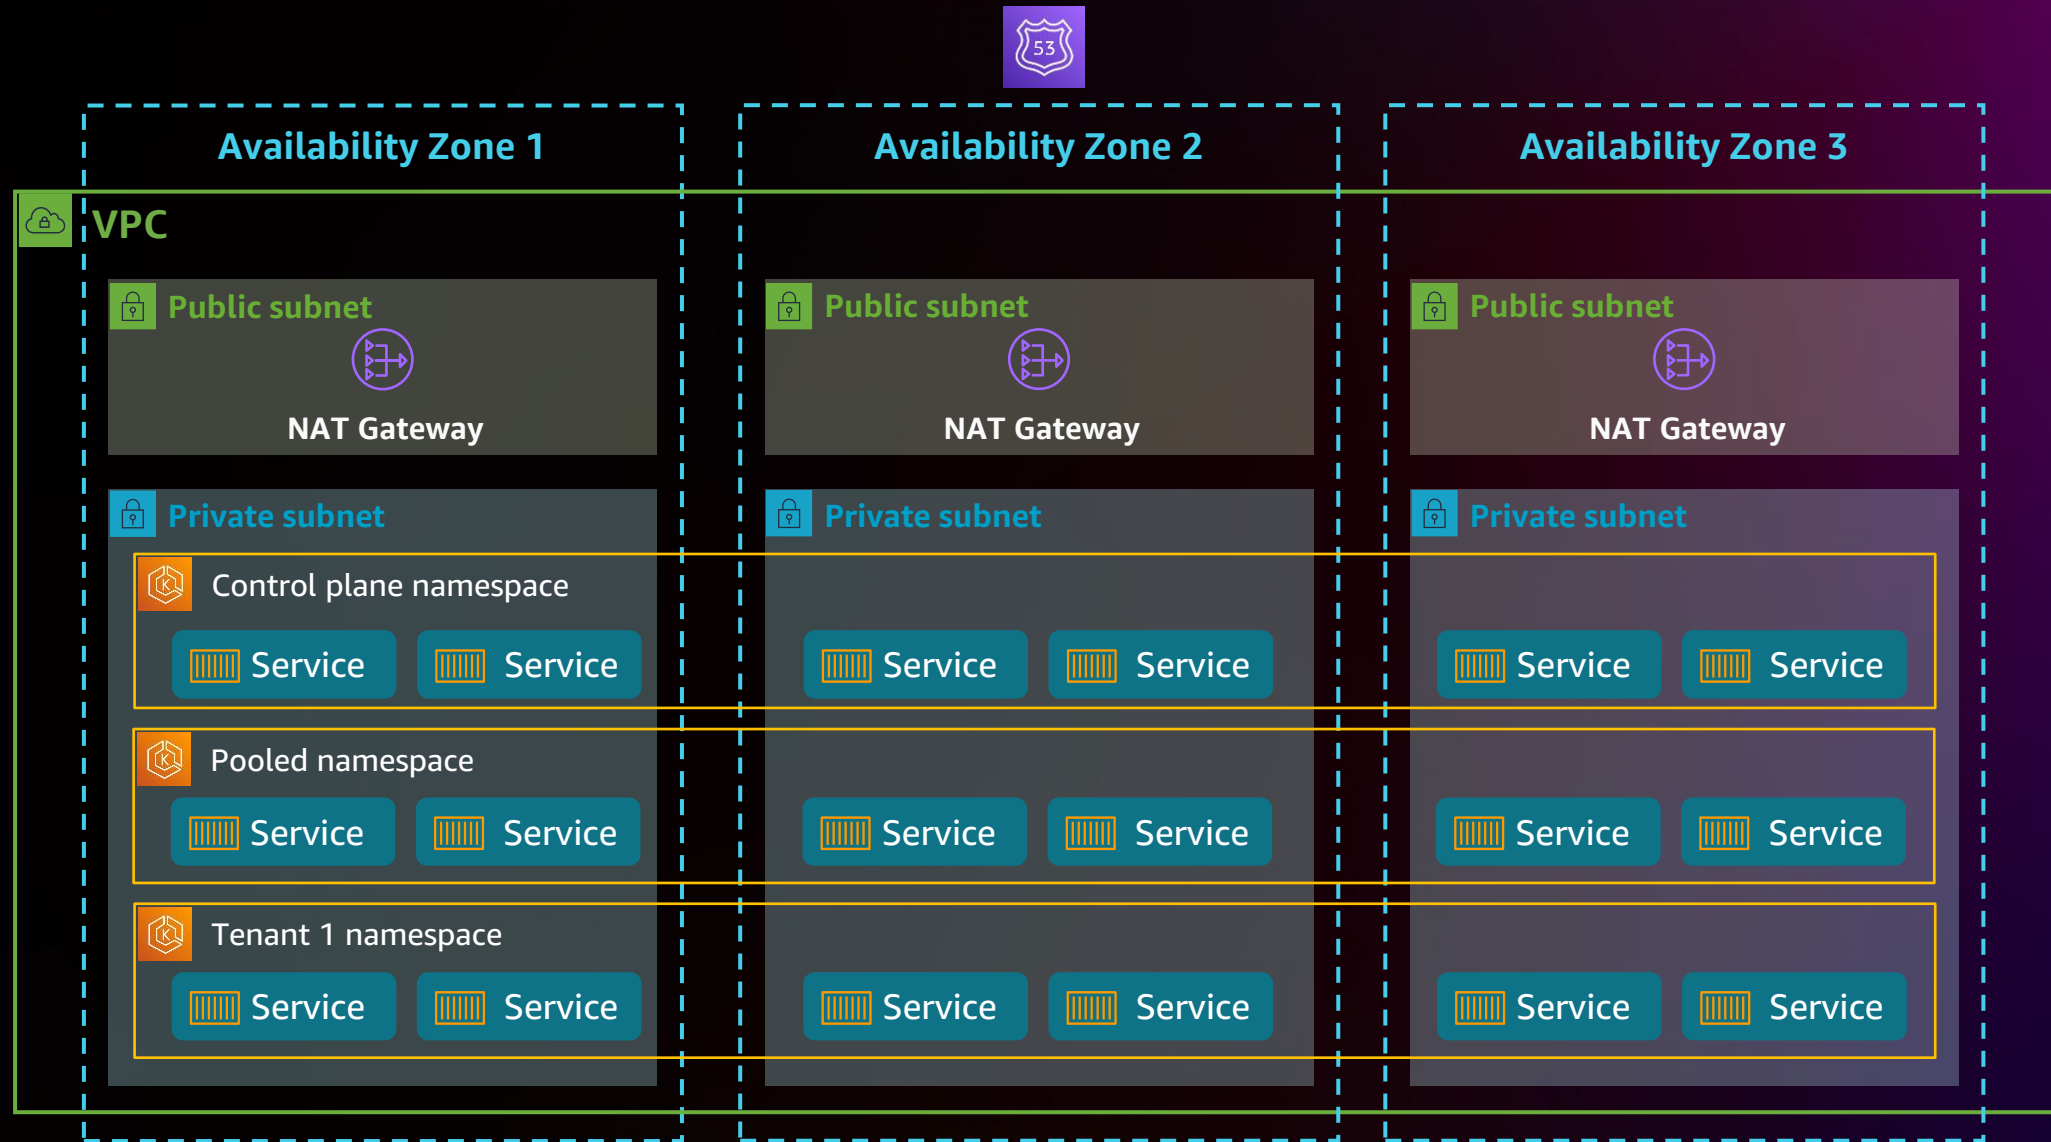 53
Availability Zone 1
Availability Zone 2
Availability Zone 3
VPC
Public subnet
Public subnet
Public subnet
NAT Gateway
NAT Gateway
NAT Gateway
Private subnet
Private subnet
Private subnet
K
Control plane namespace
Service
Service
Service
Service
Service
Service
K
Pooled namespace
Service
Service
Service
Service
Service
Service
K
Tenant 1 namespace
Service
Service
Service
Service
Service
Service